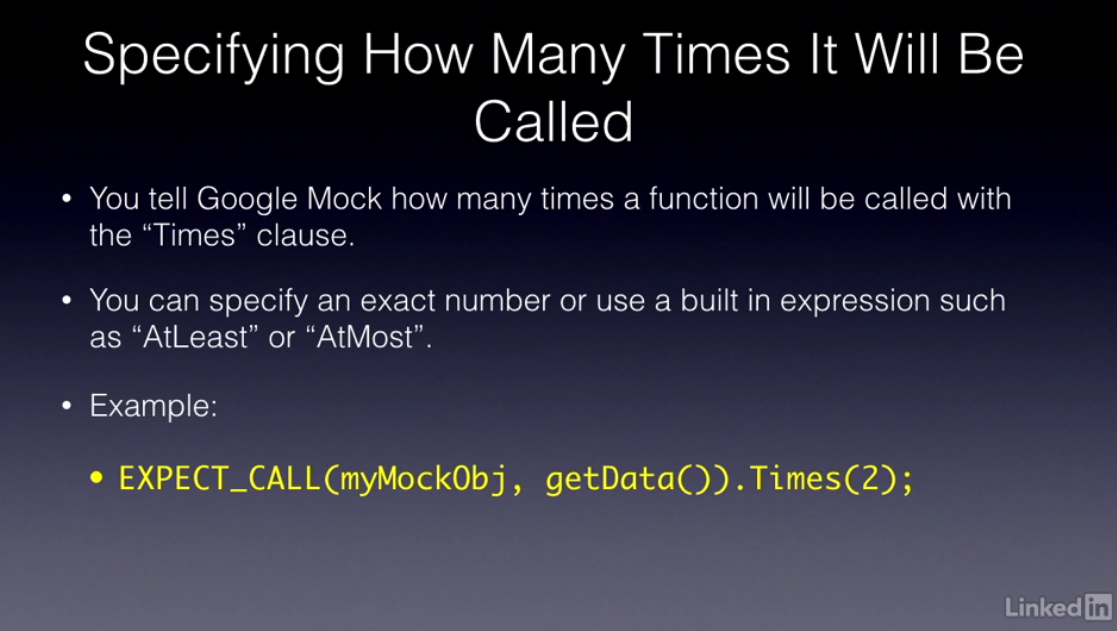 Specifying How Many Times It Will Be
Called
• You tell Google Mock how many times a function will be called with
the “Times” clause.
• You can specify an exact number or use a built in expression such
as “AtLeast” or “AtMost”.
• Example:
• EXPECT_CALL(myMockObj, getData()).Times(2);
Linked in